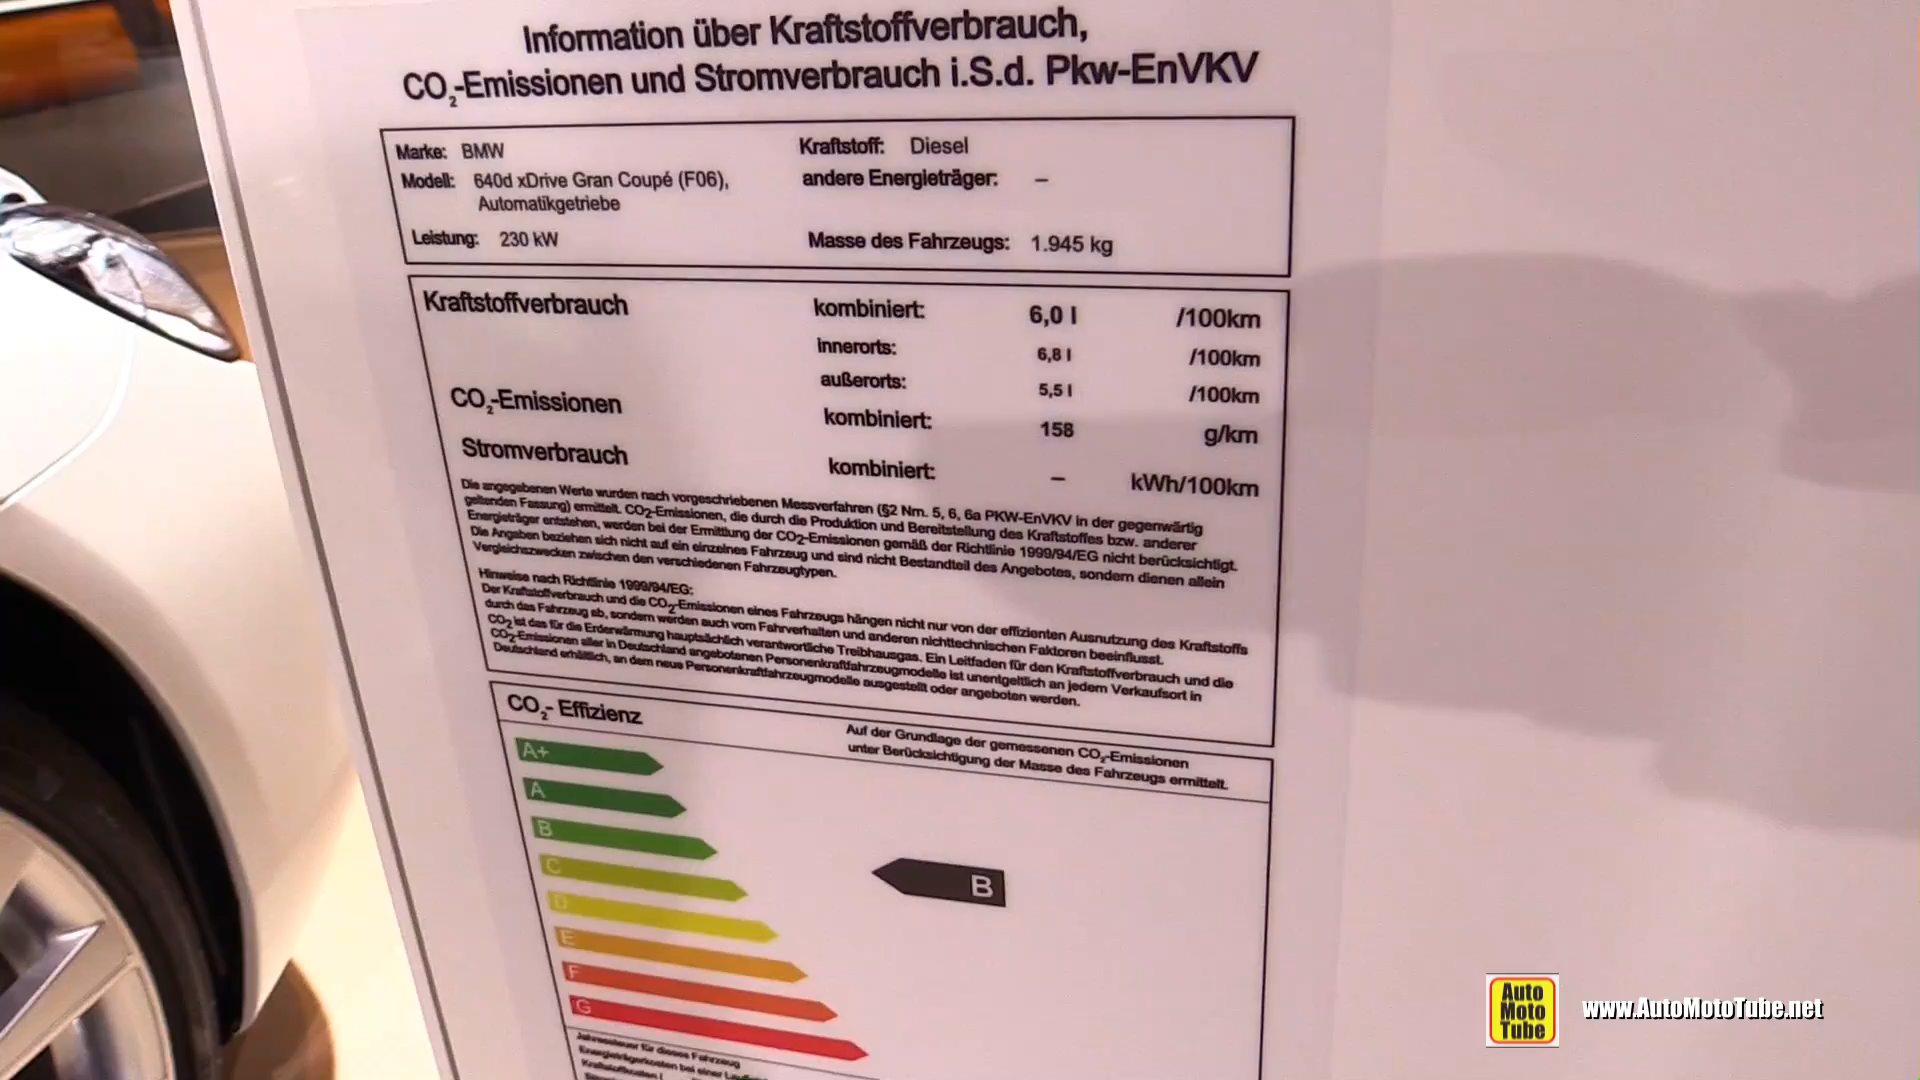 Information über Kraftstoffverbrauch,
CO₂-Emissionen und Stromverbrauch i.S.d. Pkw-EnVKV
Marke: BMW
Kraftstoff: Diesel
Modell: 640d xDrive Gran Coupé (F06),
andere Energieträger: –
Automatikgetriebe
Leistung: 230 kW
Masse des Fahrzeugs: 1.945 kg
Kraftstoffverbrauch kombiniert: 6,0 l /100km
innerorts: 6,8 l /100km
außerorts: 5,5 l /100km
CO₂-Emissionen kombiniert: 158 g/km
Stromverbrauch kombiniert: – kWh/100km
Die angegebenen Werte wurden nach vorgeschriebenen Messverfahren (§2 Nrn. 5, 6, 6a PKW-EnVKV in der gegenwärtig
geltenden Fassung) ermittelt. CO₂-Emissionen, die durch die Produktion und Bereitstellung des Kraftstoffes bzw. anderer
Energieträger entstehen, werden bei der Ermittlung der CO₂-Emissionen gemäß der Richtlinie 1999/94/EG nicht berücksichtigt.
Die Angaben beziehen sich nicht auf ein einzelnes Fahrzeug und sind nicht Bestandteil des Angebotes, sondern dienen allein
Vergleichszwecken zwischen den verschiedenen Fahrzeugtypen.
Hinweise nach Richtlinie 1999/94/EG:
Der Kraftstoffverbrauch und die CO₂-Emissionen eines Fahrzeugs hängen nicht nur von der effizienten Ausnutzung des Kraftstoffs
durch das Fahrzeug ab, sondern werden auch vom Fahrverhalten und anderen nichttechnischen Faktoren beeinflusst.
CO₂ ist das für die Erderwärmung hauptsächlich verantwortliche Treibhausgas. Ein Leitfaden für den Kraftstoffverbrauch und die
CO₂-Emissionen aller in Deutschland angebotenen Personenkraftfahrzeugmodelle ist unentgeltlich an jedem Verkaufsort in
Deutschland erhältlich, an dem neue Personenkraftfahrzeugmodelle ausgestellt oder angeboten werden.
CO₂- Effizienz
Auf der Grundlage der gemessenen CO₂-Emissionen
unter Berücksichtigung der Masse des Fahrzeugs ermittelt.
A+
A
B
C
D
E
F
G
B
Jahressteuer für dieses Fahrzeug
Energieträgerkosten bei einer
Auto
Moto
Tube
www.AutoMotoTube.net